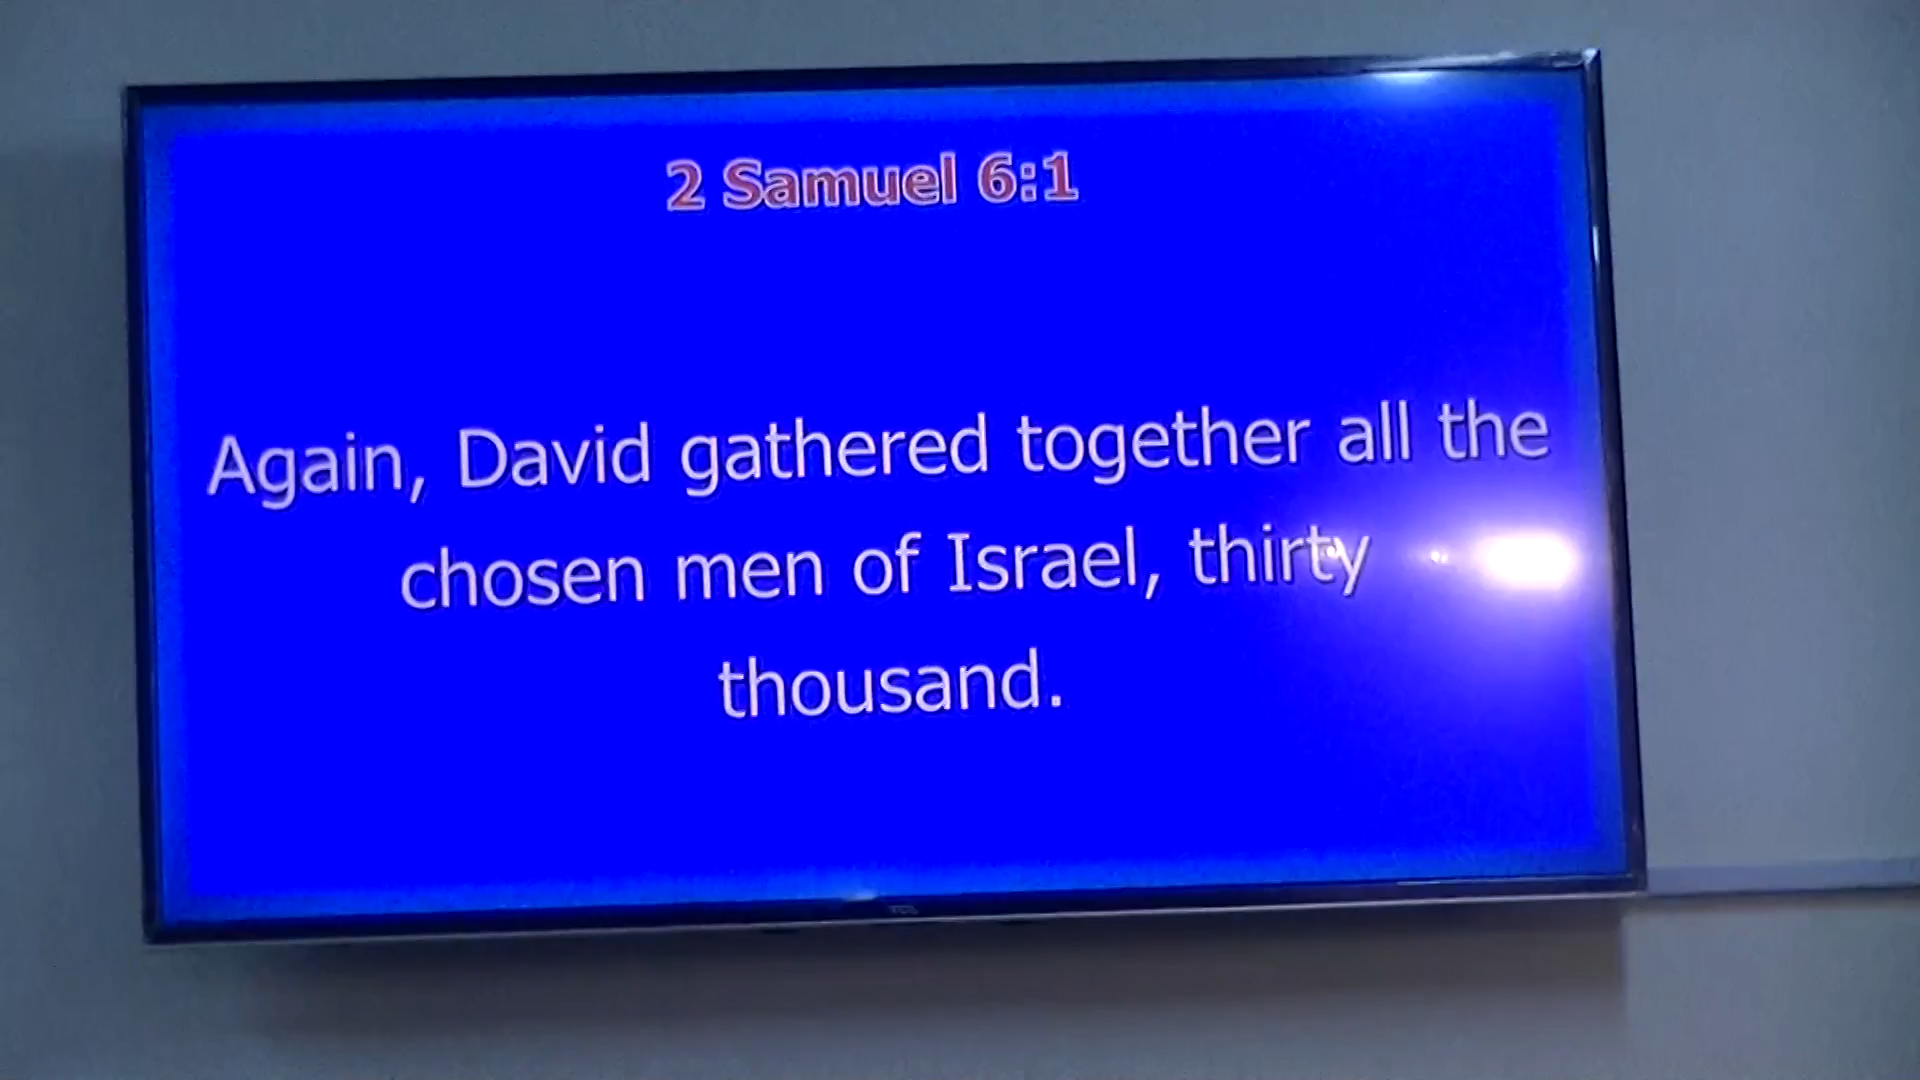 2 Samuel 6:1
Again, David gathered together all the
chosen men of Israel, thirty
thousand.